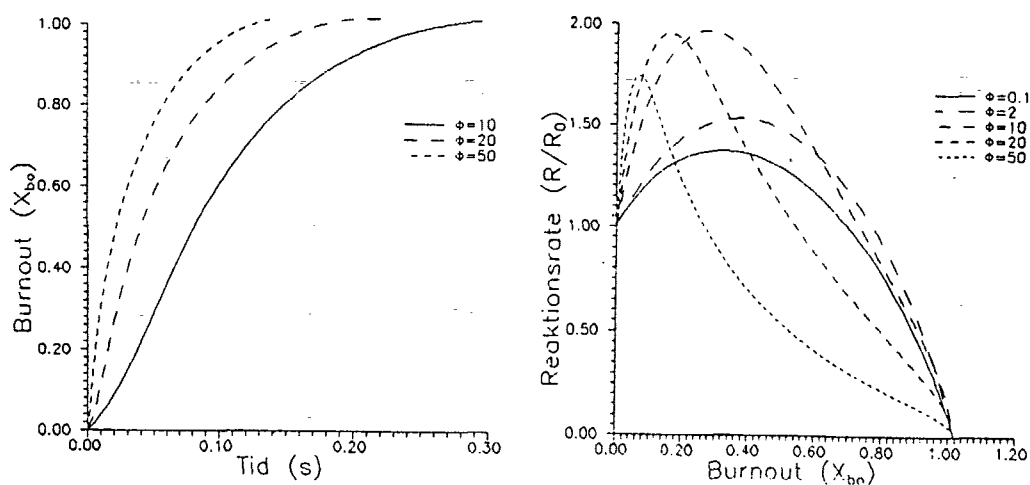 Burnout (X_bo)
1.00
0.80
0.60
0.40
0.20
0.00
0.00 0.10 0.20 0.30
Tid (s)
Φ=10
Φ=20
Φ=50
Reaktionsrate (R/R_0)
2.00
1.50
1.00
0.50
0.00
0.00 0.20 0.40 0.60 0.80 1.00 1.20
Burnout (X_bo)
Φ=0.1
Φ=2
Φ=10
Φ=20
Φ=50